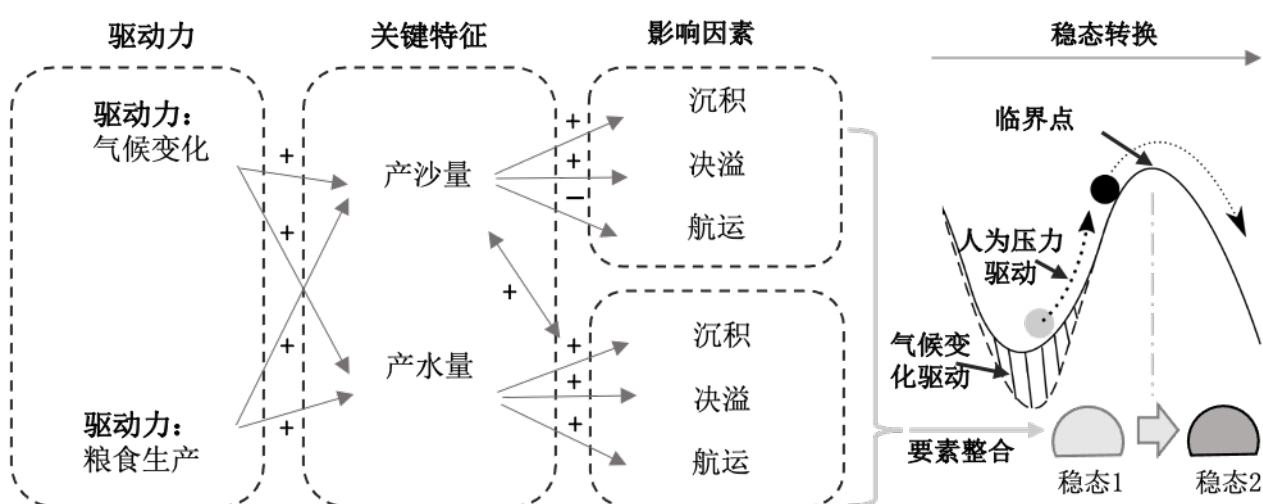 驱动力
关键特征
影响因素
稳态转换
驱动力：
气候变化
驱动力：
粮食生产
+
+
+
+
产沙量
产水量
+
+
+
−
沉积
决溢
航运
+
+
+
沉积
决溢
航运
临界点
人为压力
驱动
气候变
化驱动
要素整合
稳态1
稳态2